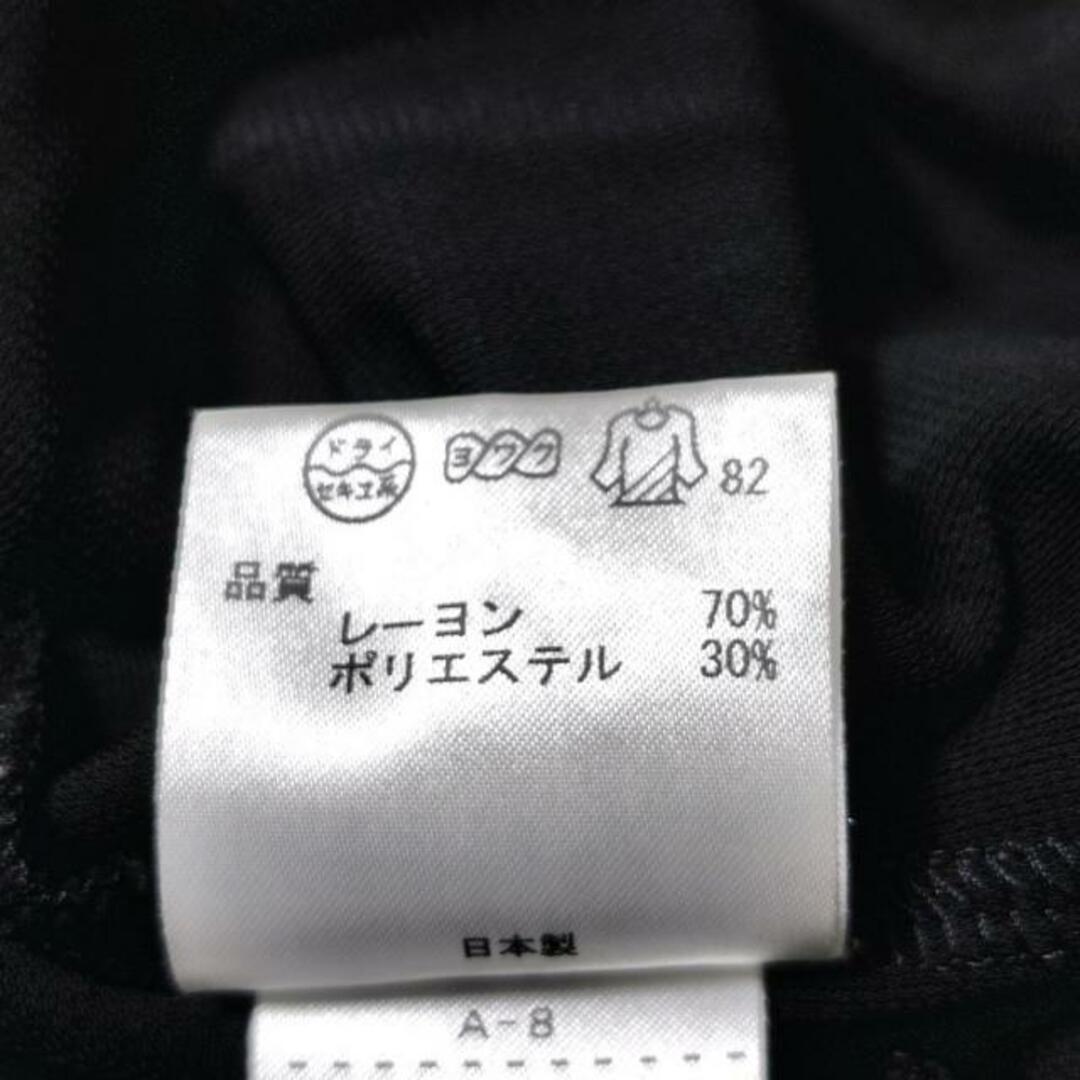 ドライ
セキユ系
ヨワク
82
品質
レーヨン 70%
ポリエステル 30%
日本製
A-8